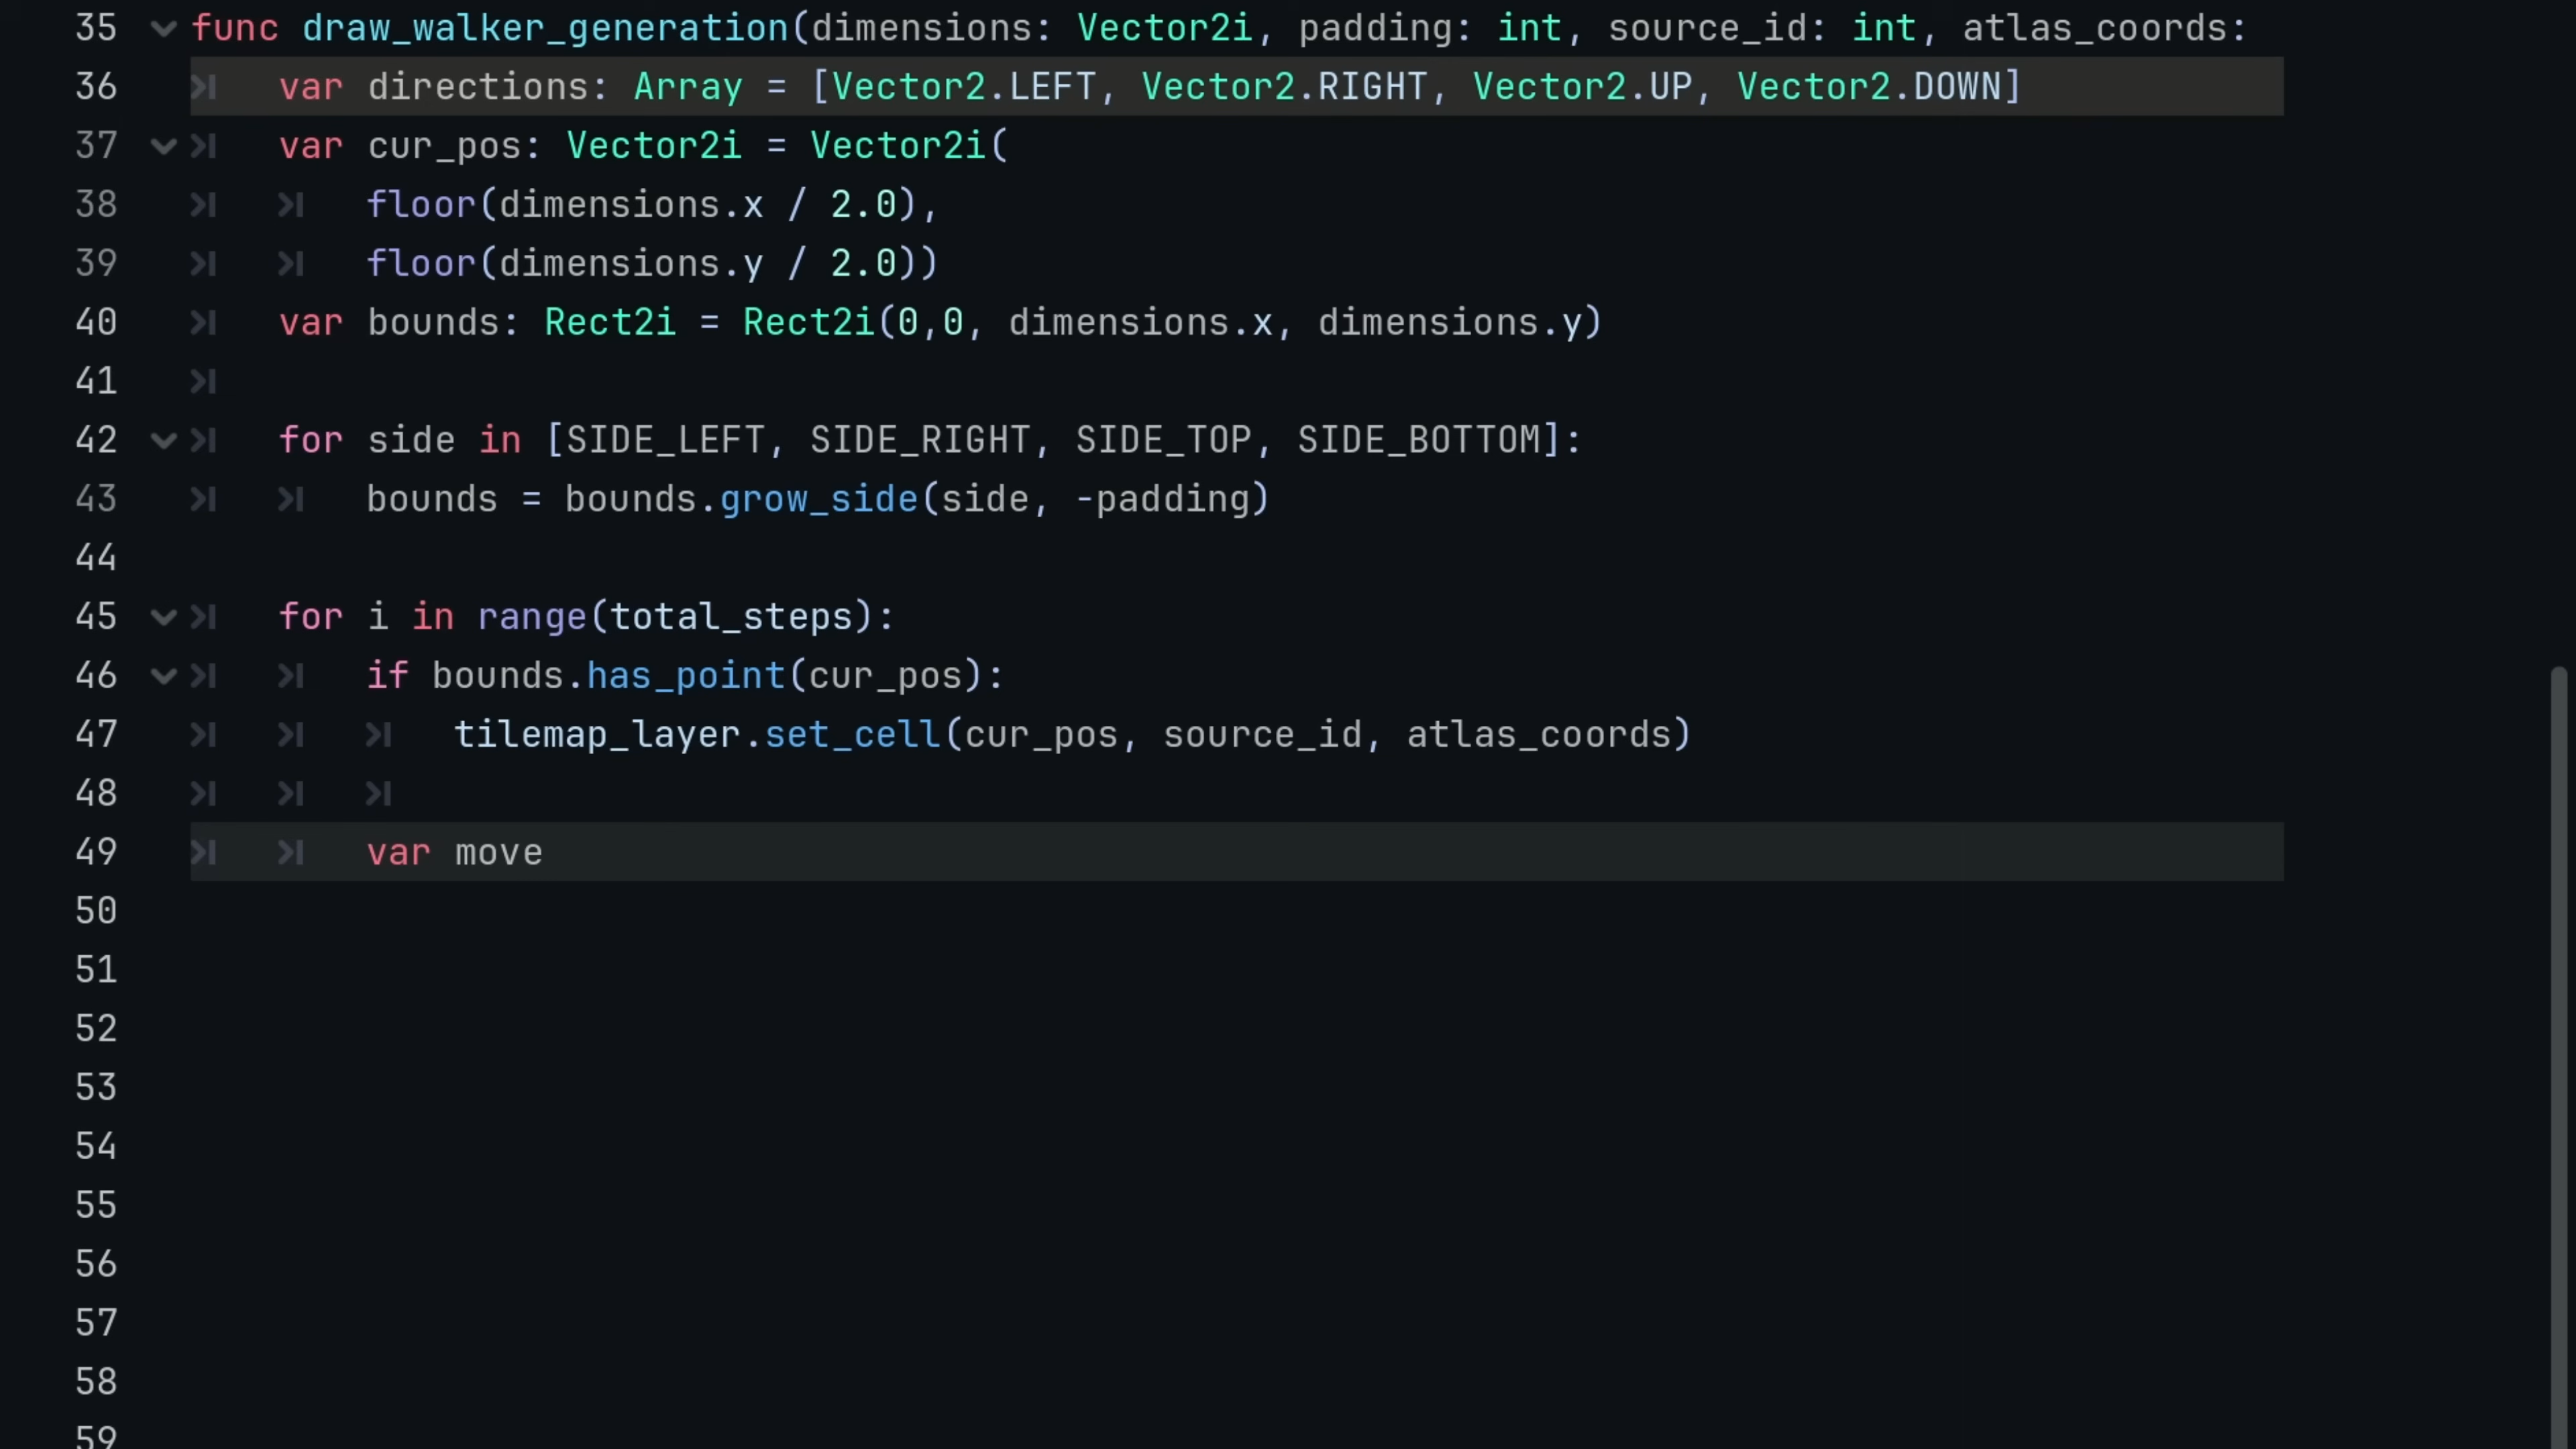 35 func draw_walker_generation(dimensions: Vector2i, padding: int, source_id: int, atlas_coords:
36 var directions: Array = [Vector2.LEFT, Vector2.RIGHT, Vector2.UP, Vector2.DOWN]
37 var cur_pos: Vector2i = Vector2i(
38 floor(dimensions.x / 2.0),
39 floor(dimensions.y / 2.0))
40 var bounds: Rect2i = Rect2i(0,0, dimensions.x, dimensions.y)
41
42 for side in [SIDE_LEFT, SIDE_RIGHT, SIDE_TOP, SIDE_BOTTOM]:
43 bounds = bounds.grow_side(side, -padding)
44
45 for i in range(total_steps):
46 if bounds.has_point(cur_pos):
47 tilemap_layer.set_cell(cur_pos, source_id, atlas_coords)
48
49 var move
50
51
52
53
54
55
56
57
58
59